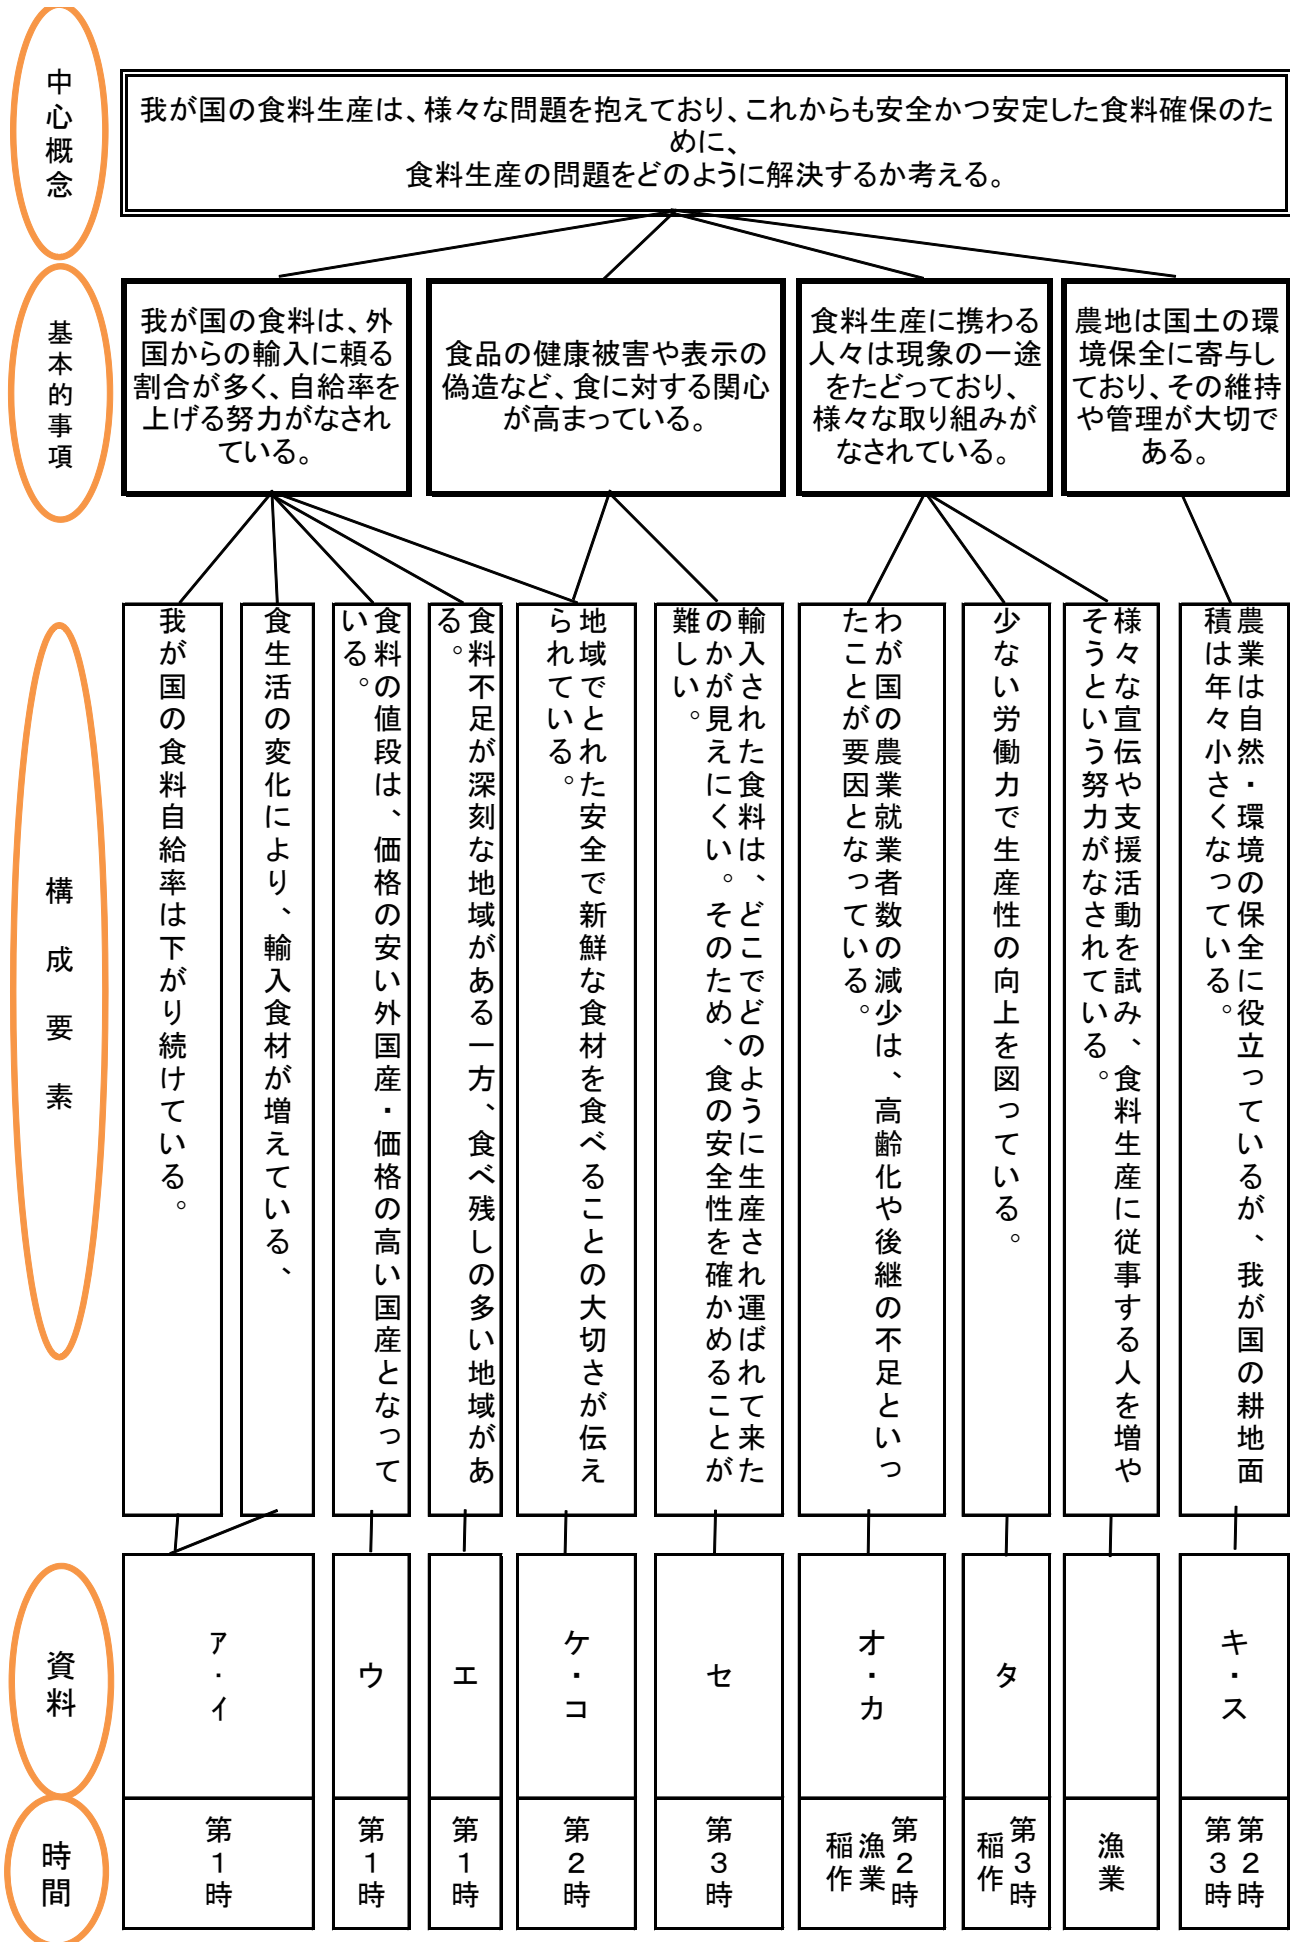 中心概念
我が国の食料生産は、様々な問題を抱えており、これからも安全かつ安定した食料確保のた
めに、
食料生産の問題をどのように解決するか考える。
基本的事項
我が国の食料は、外
国からの輸入に頼る
割合が多く、自給率を
上げる努力がなされ
ている。
食品の健康被害や表示の
偽造など、食に対する関心
が高まっている。
食料生産に携わる
人々は現象の一途
をたどっており、
様々な取り組みが
なされている。
農地は国土の環
境保全に寄与し
ており、その維持
や管理が大切で
ある。
構成要素
我が国の食料自給率は下がり続けている。
食生活の変化により、輸入食材が増えている、
食料の値段は、価格の安い外国産・価格の高い国産となって
いる。
食料不足が深刻な地域がある一方、食べ残しの多い地域があ
る。
地域でとれた安全で新鮮な食材を食べることの大切さが伝え
られている。
輸入された食料は、どこでどのように生産され運ばれて来た
のかが見えにくい。そのため、食の安全性を確かめることが
難しい。
わが国の農業就業者数の減少は、高齢化や後継の不足といっ
たことが要因となっている。
少ない労働力で生産性の向上を図っている。
様々な宣伝や支援活動を試み、食料生産に従事する人を増や
そうという努力がなされている。
農業は自然・環境の保全に役立っているが、我が国の耕地面
積は年々小さくなっている。
資料
ア・イ
ウ
エ
ケ・コ
セ
オ・カ
タ
キ・ス
時間
第1時
第1時
第1時
第2時
第3時
第2時
漁業
稲作
第3時
稲作
漁業
第2時
第3時